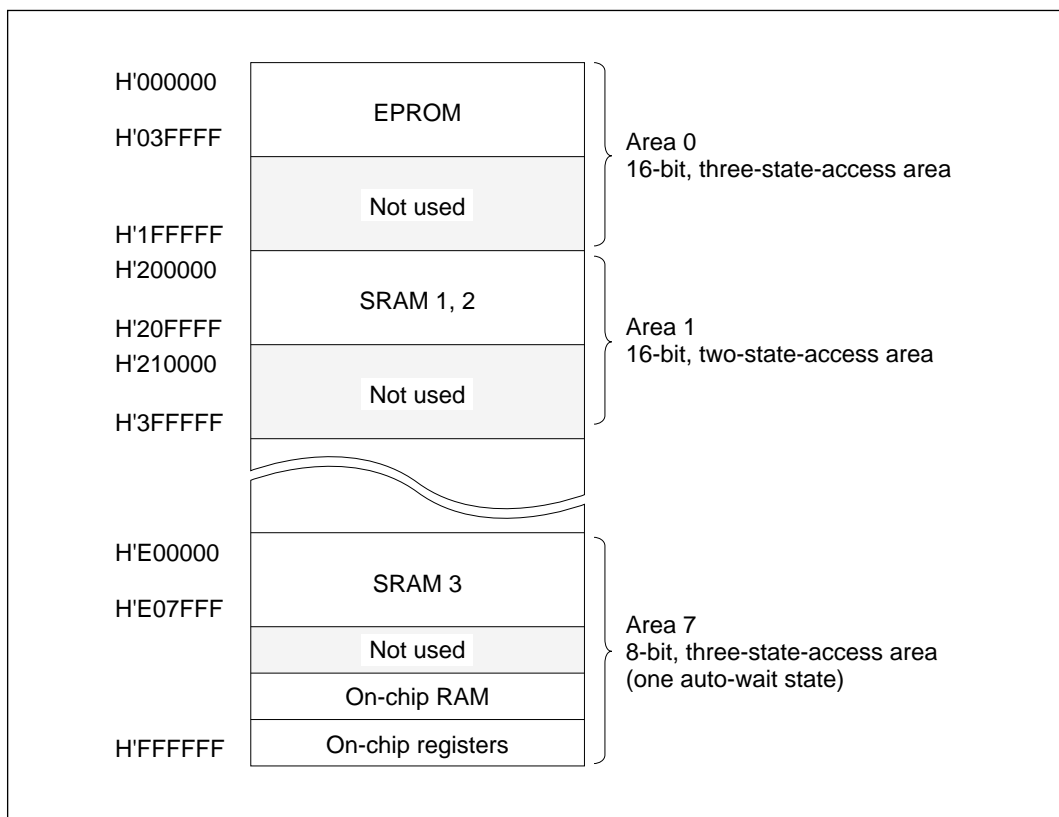 H'000000
EPROM
H'03FFFF
Area 0
16-bit, three-state-access area
Not used
H'1FFFFF
H'200000
SRAM 1, 2
H'20FFFF
Area 1
16-bit, two-state-access area
H'210000
Not used
H'3FFFFF
H'E00000
SRAM 3
H'E07FFF
Area 7
8-bit, three-state-access area
(one auto-wait state)
Not used
On-chip RAM
On-chip registers
H'FFFFFF